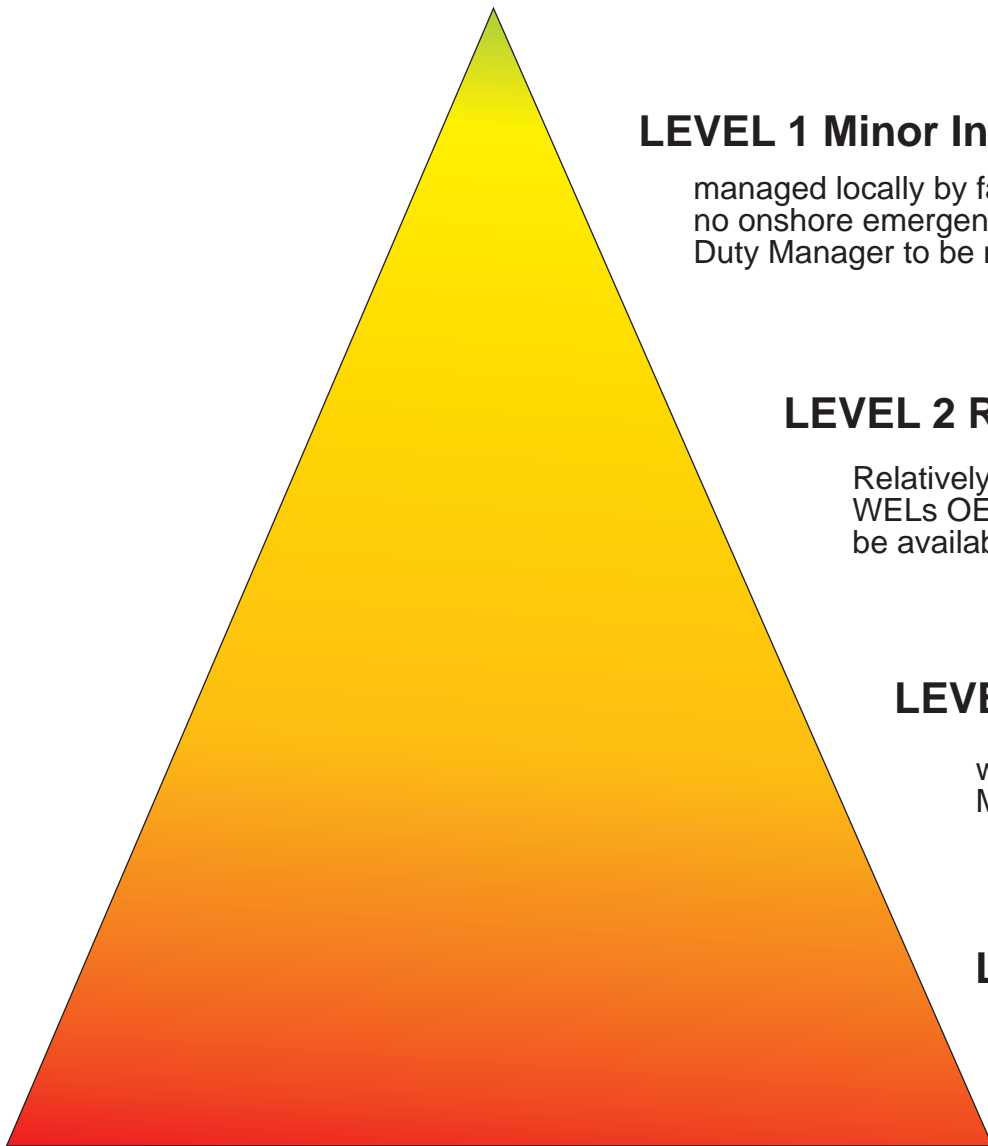 LEVEL 1 Minor In
managed locally by fa
no onshore emergen
Duty Manager to be
LEVEL 2 R
Relatively
WELs OE
be availab
LEVE
M
L